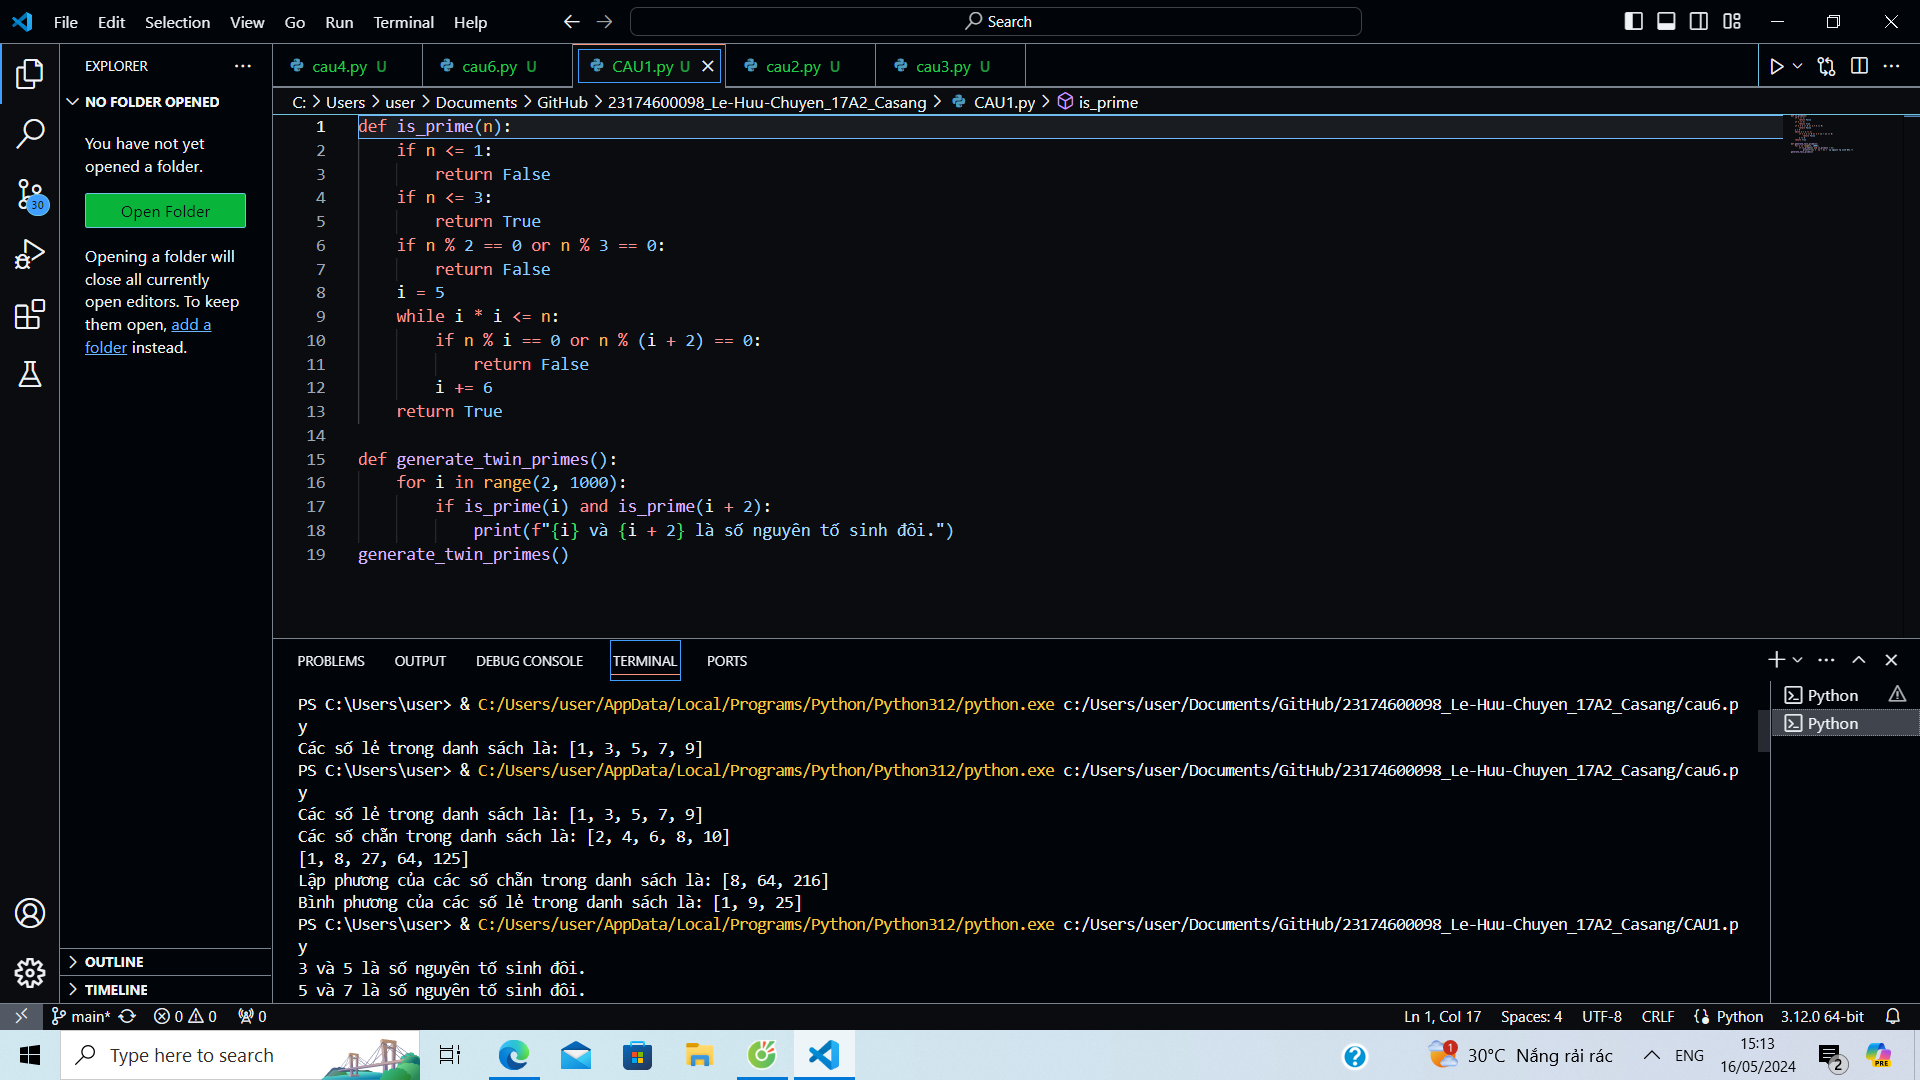 File Edit Selection View Go Run Terminal Help Search
EXPLORER
NO FOLDER OPENED
You have not yet
opened a folder.
Open Folder
Opening a folder will
close all currently
open editors. To keep
them open, add a
folder instead.
30
OUTLINE
TIMELINE
cau4.py U cau6.py U CAU1.py U cau2.py U cau3.py U
C: > Users > user > Documents > GitHub > 23174600098_Le-Huu-Chuyen_17A2_Casang > CAU1.py > is_prime
1 def is_prime(n):
2     if n <= 1:
3         return False
4     if n <= 3:
5         return True
6     if n % 2 == 0 or n % 3 == 0:
7         return False
8     i = 5
9     while i * i <= n:
10         if n % i == 0 or n % (i + 2) == 0:
11             return False
12         i += 6
13     return True
14
15 def generate_twin_primes():
16     for i in range(2, 1000):
17         if is_prime(i) and is_prime(i + 2):
18             print(f"{i} và {i + 2} là số nguyên tố sinh đôi.")
19 generate_twin_primes()
PROBLEMS OUTPUT DEBUG CONSOLE TERMINAL PORTS
PS C:\Users\user> & C:/Users/user/AppData/Local/Programs/Python/Python312/python.exe c:/Users/user/Documents/GitHub/23174600098_Le-Huu-Chuyen_17A2_Casang/cau6.p
y
Các số lẻ trong danh sách là: [1, 3, 5, 7, 9]
PS C:\Users\user> & C:/Users/user/AppData/Local/Programs/Python/Python312/python.exe c:/Users/user/Documents/GitHub/23174600098_Le-Huu-Chuyen_17A2_Casang/cau6.p
y
Các số lẻ trong danh sách là: [1, 3, 5, 7, 9]
Các số chẵn trong danh sách là: [2, 4, 6, 8, 10]
[1, 8, 27, 64, 125]
Lập phương của các số chẵn trong danh sách là: [8, 64, 216]
Bình phương của các số lẻ trong danh sách là: [1, 9, 25]
PS C:\Users\user> & C:/Users/user/AppData/Local/Programs/Python/Python312/python.exe c:/Users/user/Documents/GitHub/23174600098_Le-Huu-Chuyen_17A2_Casang/CAU1.p
y
3 và 5 là số nguyên tố sinh đôi.
5 và 7 là số nguyên tố sinh đôi.
Python
Python
main* 0 0 0 Ln 1, Col 17 Spaces: 4 UTF-8 CRLF Python 3.12.0 64-bit
Type here to search 1 30°C Nắng rải rác ENG 15:13
16/05/2024 2 PRE